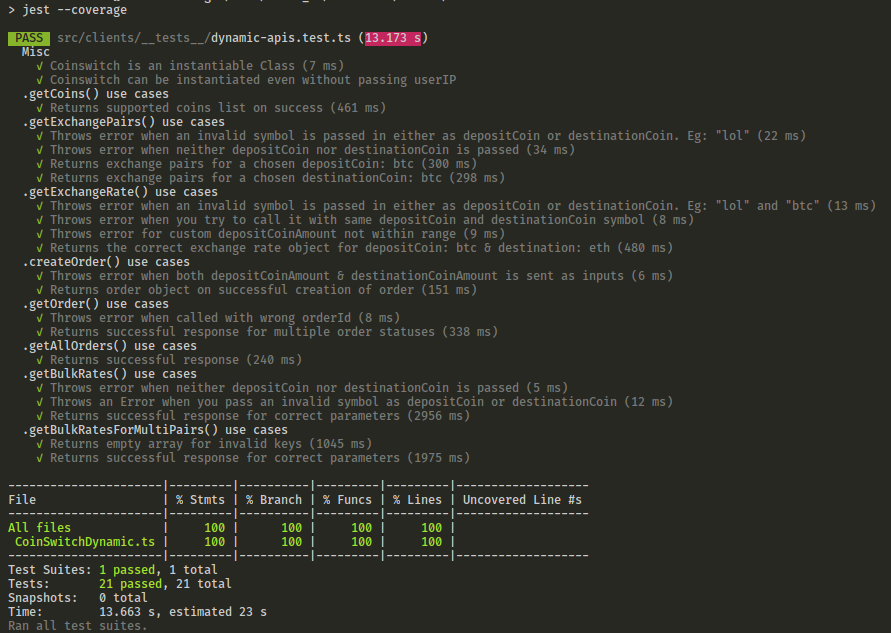 > jest --coverage
PASS src/clients/__tests__/dynamic-apis.test.ts (13.173 s)
Misc
√ Coinswitch is an instantiable Class (7 ms)
√ Coinswitch can be instantiated even without passing userIP
.getCoins() use cases
√ Returns supported coins list on success (461 ms)
.getExchangePairs() use cases
√ Throws error when an invalid symbol is passed in either as depositCoin or destinationCoin. Eg: "lol" (22 ms)
√ Throws error when neither depositCoin nor destinationCoin is passed (34 ms)
√ Returns exchange pairs for a chosen depositCoin: btc (300 ms)
√ Returns exchange pairs for a chosen destinationCoin: btc (298 ms)
.getExchangeRate() use cases
√ Throws error when an invalid symbol is passed in either as depositCoin or destinationCoin. Eg: "lol" and "btc" (13 ms)
√ Throws error when you try to call it with same depositCoin and destinationCoin symbol (8 ms)
√ Throws error for custom depositCoinAmount not within range (9 ms)
√ Returns the correct exchange rate object for depositCoin: btc & destination: eth (480 ms)
.createOrder() use cases
√ Throws error when both depositCoinAmount & destinationCoinAmount is sent as inputs (6 ms)
√ Returns order object on successful creation of order (151 ms)
.getOrder() use cases
√ Throws error when called with wrong orderId (8 ms)
√ Returns successful response for multiple order statuses (338 ms)
.getAllOrders() use cases
√ Returns successful response (240 ms)
.getBulkRates() use cases
√ Throws error when neither depositCoin nor destinationCoin is passed (5 ms)
√ Throws an Error when you pass an invalid symbol as depositCoin or destinationCoin (12 ms)
√ Returns successful response for correct parameters (2956 ms)
.getBulkRatesForMultiPairs() use cases
√ Returns empty array for invalid keys (1045 ms)
√ Returns successful response for correct parameters (1975 ms)
----------------------|---------|----------|---------|---------|-------------------
File | % Stmts | % Branch | % Funcs | % Lines | Uncovered Line #s
----------------------|---------|----------|---------|---------|-------------------
All files | 100 | 100 | 100 | 100 |
CoinSwitchDynamic.ts | 100 | 100 | 100 | 100 |
----------------------|---------|----------|---------|---------|-------------------
Test Suites: 1 passed, 1 total
Tests: 21 passed, 21 total
Snapshots: 0 total
Time: 13.663 s, estimated 23 s
Ran all test suites.